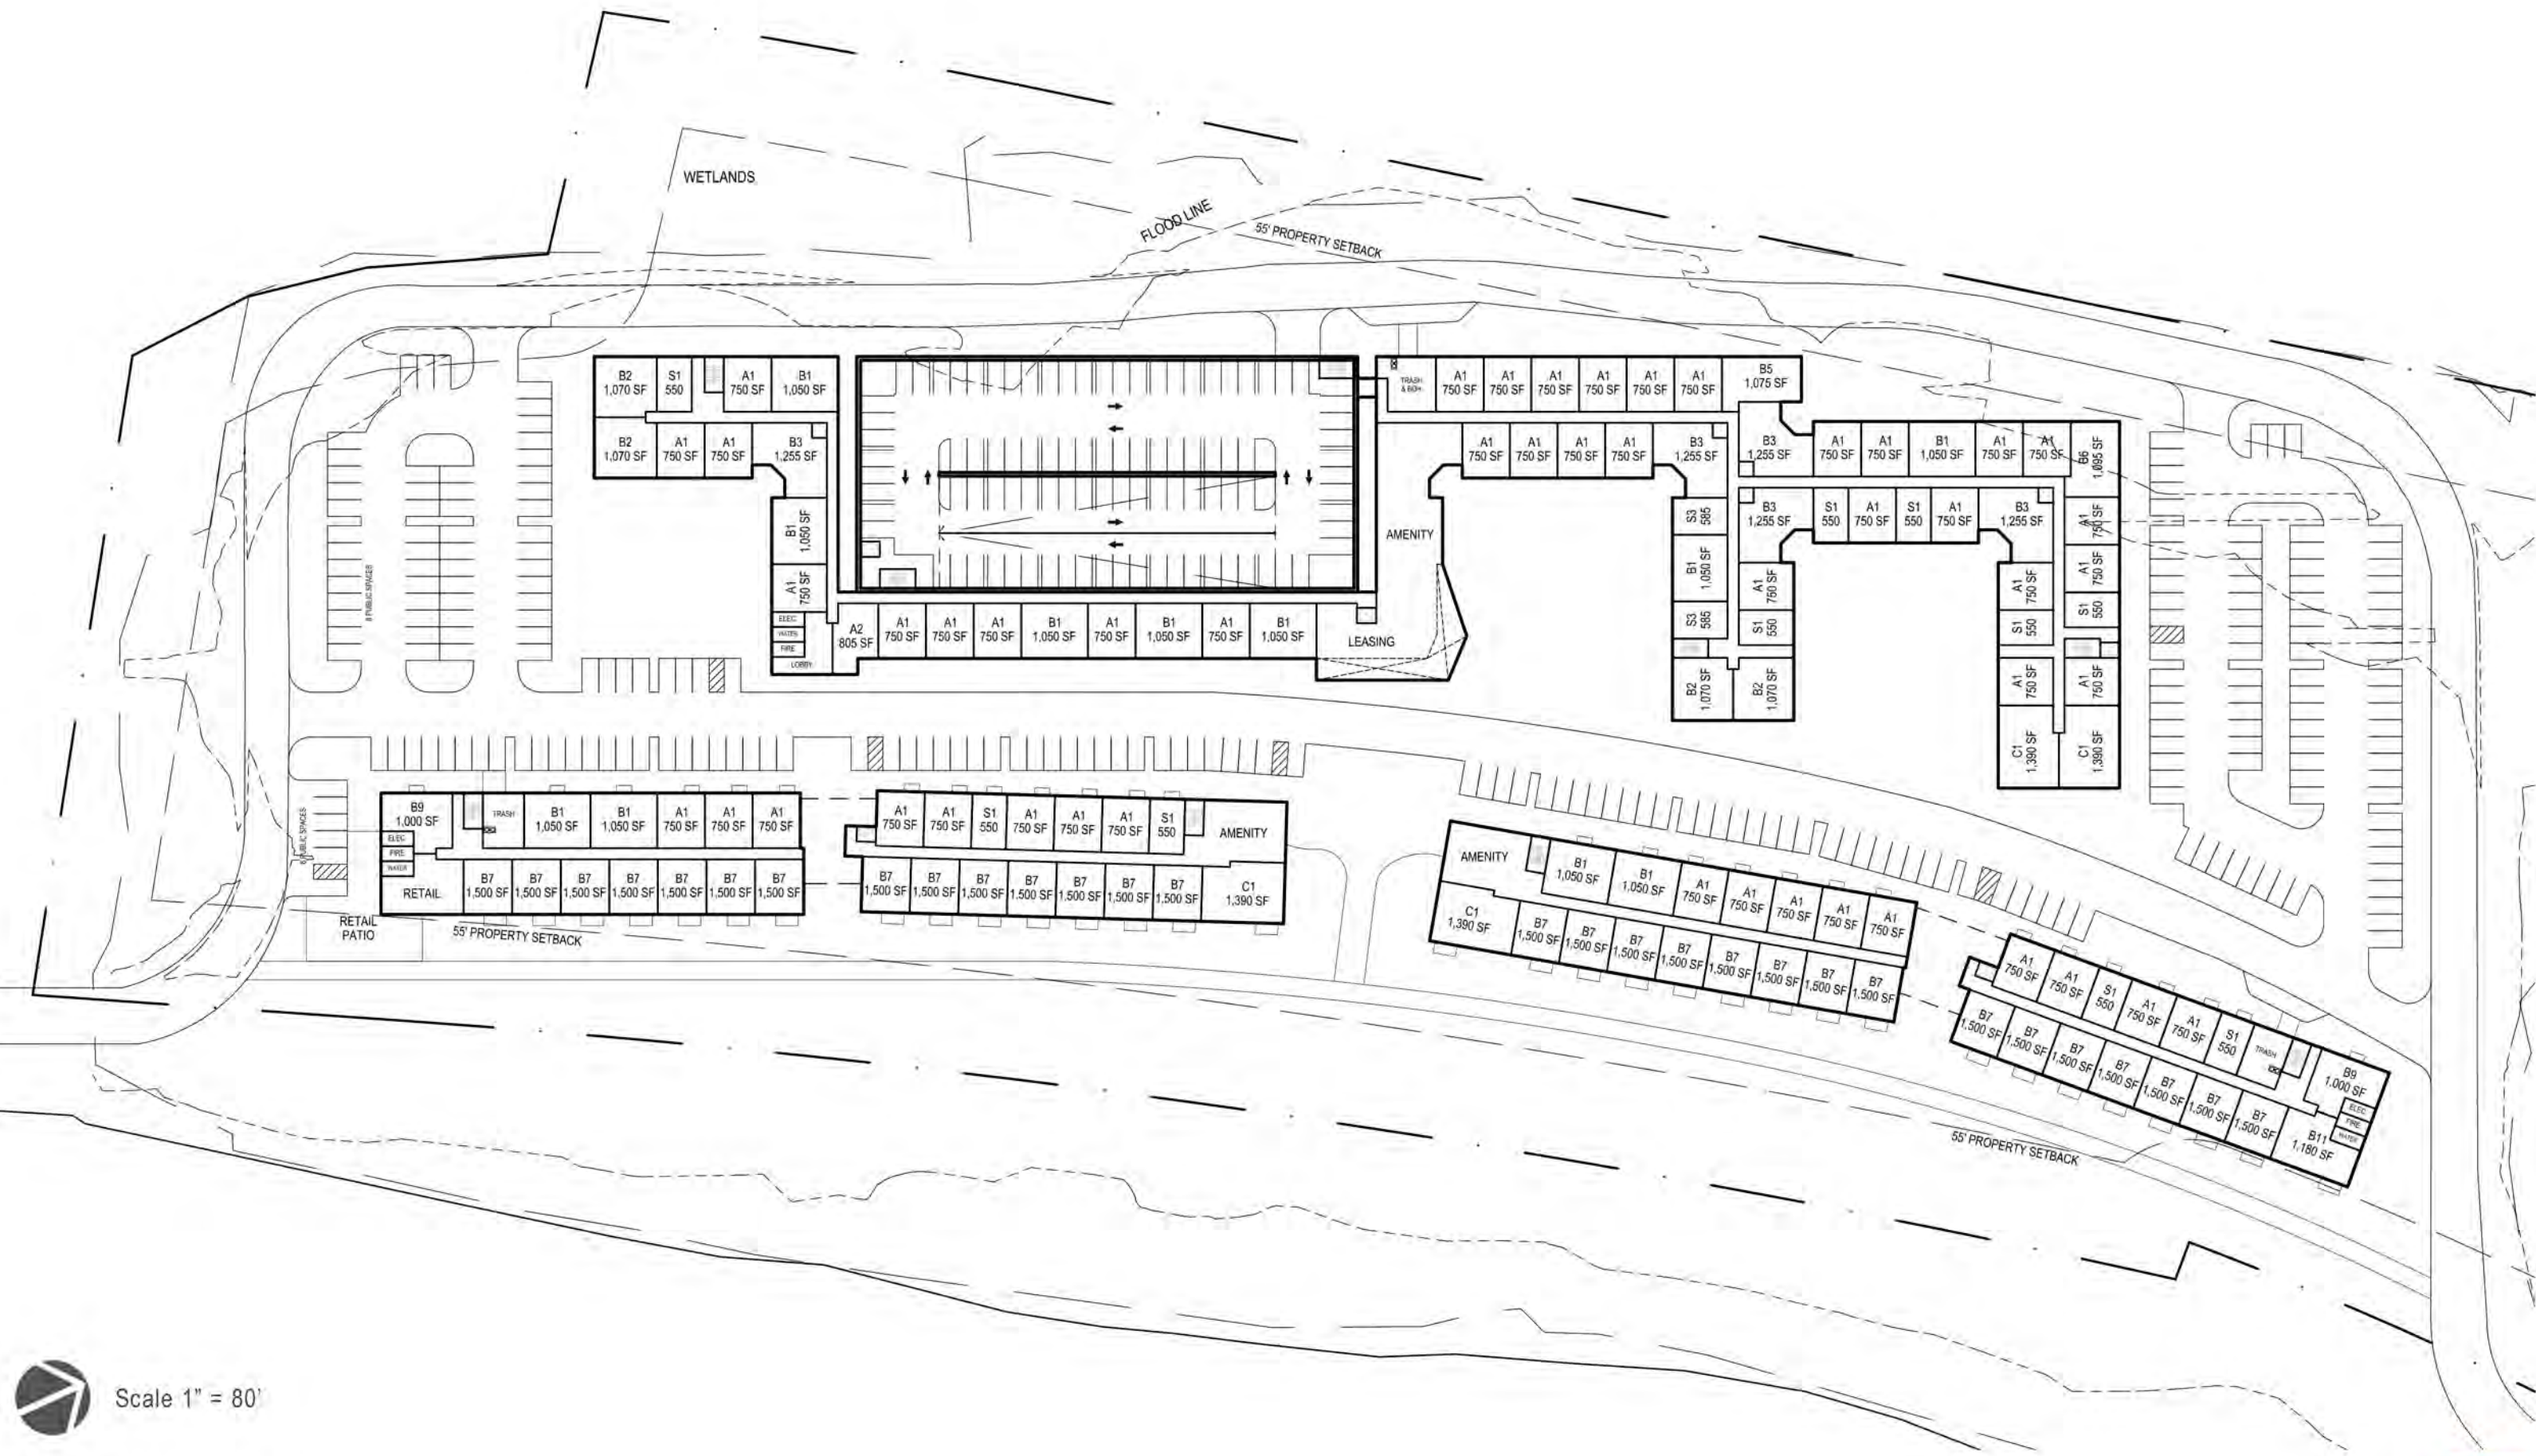 WETLANDS
FLOOD LINE
55' PROPERTY SETBACK
B2
1,070 SF
S1
550
A1
750 SF
B1
1,050 SF
B2
1,070 SF
A1
750 SF
A1
750 SF
B3
1,255 SF
B1
1,050 SF
A1
750 SF
ELEC
WATER
FIRE
LOBBY
A2
805 SF
A1
750 SF
A1
750 SF
A1
750 SF
B1
1,050 SF
A1
750 SF
B1
1,050 SF
A1
750 SF
B1
1,050 SF
LEASING
AMENITY
TRASH
A1
750 SF
A1
750 SF
A1
750 SF
A1
750 SF
A1
750 SF
A1
750 SF
B5
1,075 SF
A1
750 SF
A1
750 SF
A1
750 SF
A1
750 SF
B3
1,255 SF
S3
585
B1
1,050 SF
S3
585
B2
1,070 SF
B3
1,255 SF
A1
750 SF
A1
750 SF
B1
1,050 SF
A1
750 SF
A1
750 SF
B6
1,095 SF
B3
1,255 SF
S1
550
A1
750 SF
S1
550
A1
750 SF
B3
1,255 SF
A1
750 SF
S1
550
B2
1,070 SF
A1
750 SF
S1
550
A1
750 SF
C1
1,390 SF
A1
750 SF
A1
750 SF
S1
550
A1
750 SF
C1
1,390 SF
8 PUBLIC SPACES
PUBLIC SPACES
B9
1,000 SF
ELEC
FIRE
WATER
RETAIL
TRASH
B1
1,050 SF
B1
1,050 SF
A1
750 SF
A1
750 SF
A1
750 SF
B7
1,500 SF
B7
1,500 SF
B7
1,500 SF
B7
1,500 SF
B7
1,500 SF
B7
1,500 SF
B7
1,500 SF
RETAIL
PATIO
55' PROPERTY SETBACK
A1
750 SF
A1
750 SF
S1
550
A1
750 SF
A1
750 SF
A1
750 SF
S1
550
AMENITY
B7
1,500 SF
B7
1,500 SF
B7
1,500 SF
B7
1,500 SF
B7
1,500 SF
B7
1,500 SF
B7
1,500 SF
C1
1,390 SF
AMENITY
B1
1,050 SF
B1
1,050 SF
A1
750 SF
A1
750 SF
A1
750 SF
A1
750 SF
A1
750 SF
C1
1,390 SF
B7
1,500 SF
B7
1,500 SF
B7
1,500 SF
B7
1,500 SF
B7
1,500 SF
B7
1,500 SF
B7
1,500 SF
B7
1,500 SF
A1
750 SF
A1
750 SF
S1
550
A1
750 SF
A1
750 SF
S1
550
TRASH
B9
1,000 SF
ELEC
FIRE
WATER
B7
1,500 SF
B7
1,500 SF
B7
1,500 SF
B7
1,500 SF
B7
1,500 SF
B7
1,500 SF
B7
1,500 SF
B11
1,180 SF
55' PROPERTY SETBACK
Scale 1" = 80'